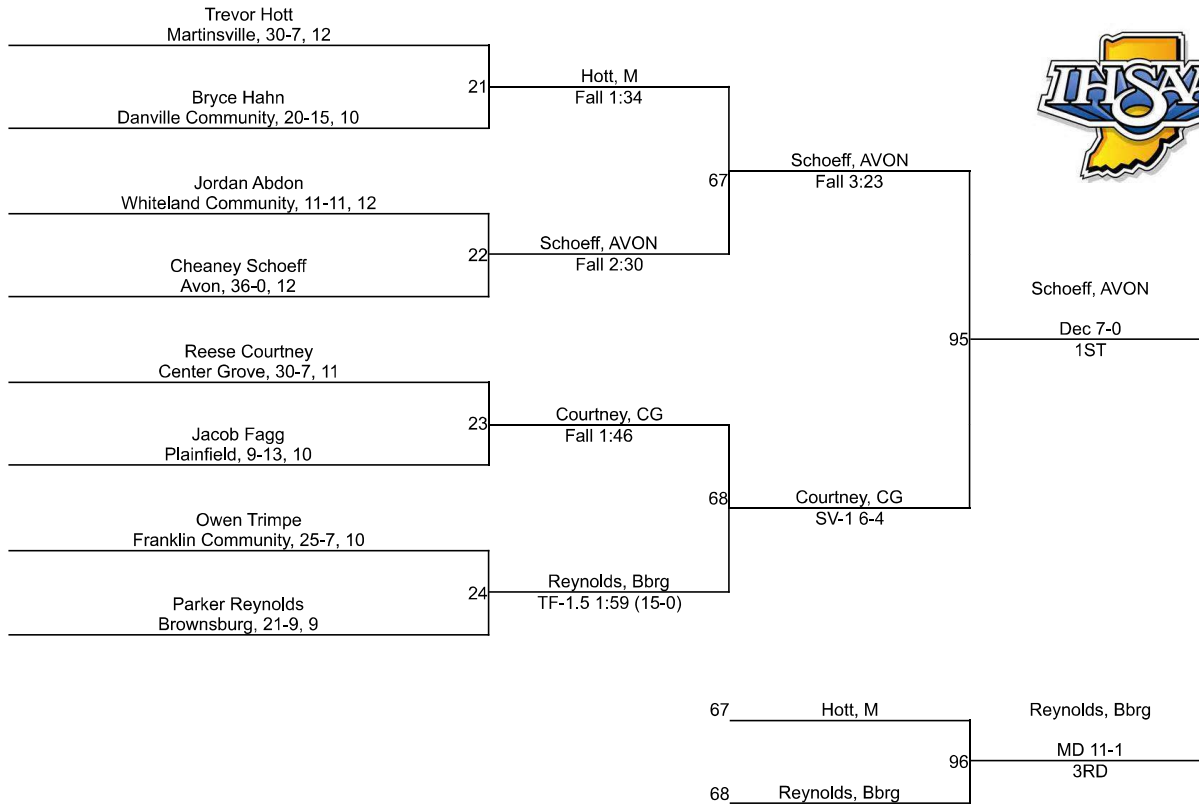 Trevor Hott
Martinsville, 30-7, 12
21
Bryce Hahn
Danville Community, 20-15, 10
Hott, M
Fall 1:34
IHSAA
67
Schoeff, AVON
Fall 3:23
Jordan Abdon
Whiteland Community, 11-11, 12
22
Schoeff, AVON
Fall 2:30
Cheaney Schoeff
Avon, 36-0, 12
95
Schoeff, AVON
Dec 7-0
1ST
Reese Courtney
Center Grove, 30-7, 11
23
Courtney, CG
Fall 1:46
Jacob Fagg
Plainfield, 9-13, 10
68
Courtney, CG
SV-1 6-4
Owen Trimpe
Franklin Community, 25-7, 10
24
Reynolds, Bbrg
TF-1.5 1:59 (15-0)
Parker Reynolds
Brownsburg, 21-9, 9
67
Hott, M
96
Reynolds, Bbrg
MD 11-1
3RD
68
Reynolds, Bbrg